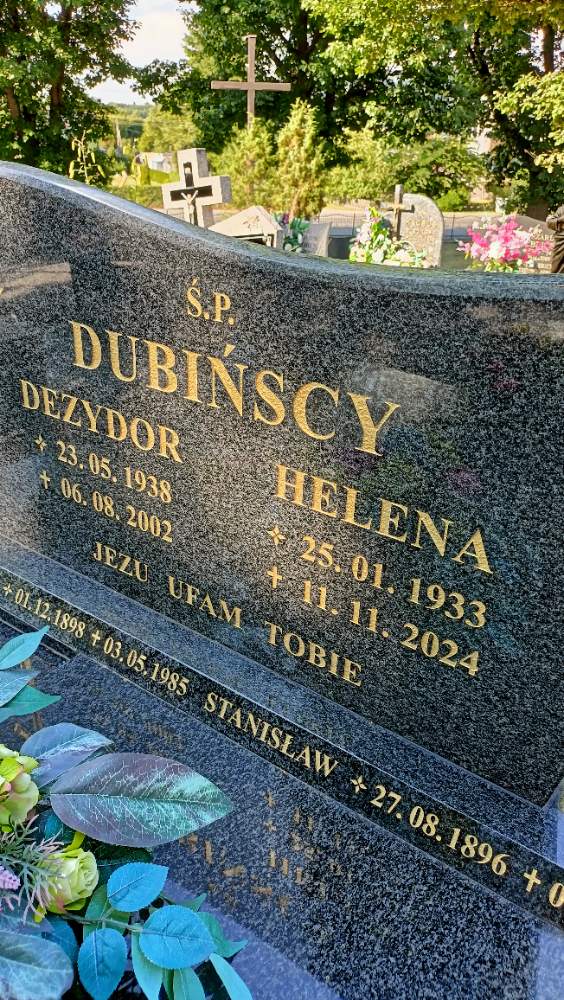 Ś.P.
DUBIŃSCY
DEZYDOR
✧ 23.05.1938
✝ 06.08.2002
HELENA
✧ 25.01.1933
✝ 11.11.2024
JEZU UFAM TOBIE
✧ 01.12.1898 ✝ 03.05.1985 STANISŁAW ✧ 27.08.1896 ✝ 0